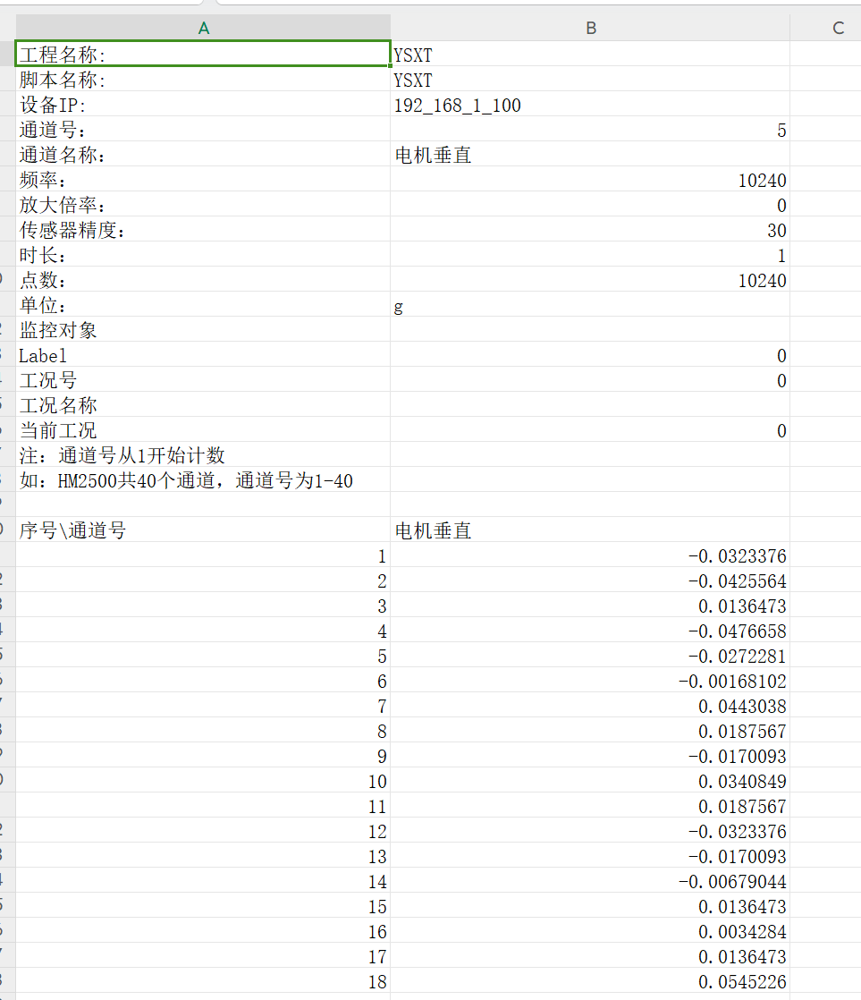 A B C
工程名称: YSXT
脚本名称: YSXT
设备IP: 192_168_1_100
通道号: 5
通道名称: 电机垂直
频率: 10240
放大倍率: 0
传感器精度: 30
时长: 1
点数: 10240
单位: g
监控对象
Label 0
工况号 0
工况名称
当前工况 0
注: 通道号从1开始计数
如: HM2500共40个通道, 通道号为1-40
序号\通道号 电机垂直
1 -0.0323376
2 -0.0425564
3 0.0136473
4 -0.0476658
5 -0.0272281
6 -0.00168102
7 0.0443038
8 0.0187567
9 -0.0170093
10 0.0340849
11 0.0187567
12 -0.0323376
13 -0.0170093
14 -0.00679044
15 0.0136473
16 0.0034284
17 0.0136473
18 0.0545226